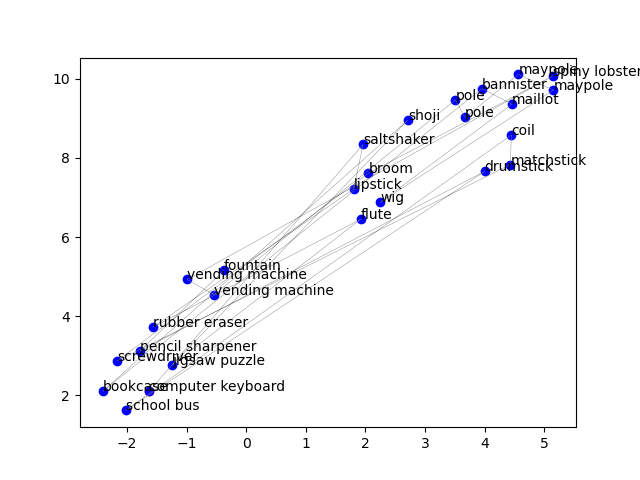 maypole
spiny lobster
maypole
bannister
pole
maillot
pole
shoji
coil
saltshaker
matchstick
drumstick
broom
lipstick
wig
flute
fountain
vending machine
vending machine
rubber eraser
pencil sharpener
screwdriver
jigsaw puzzle
bookcase
computer keyboard
school bus
10
8
6
4
2
−2
−1
0
1
2
3
4
5